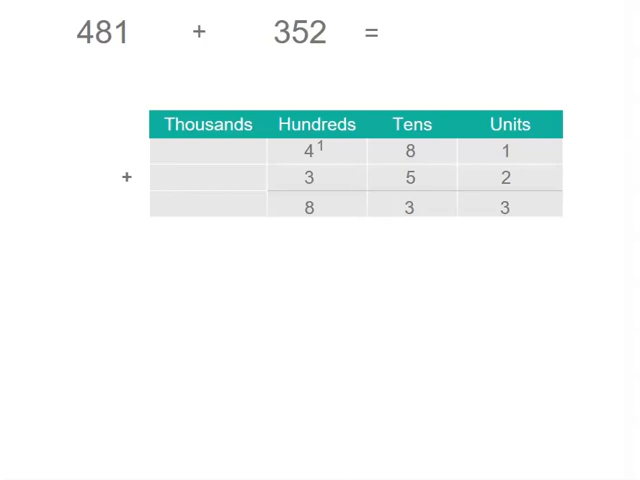 481 + 352 =
Thousands Hundreds Tens Units
4 1 8 1
+ 3 5 2
8 3 3